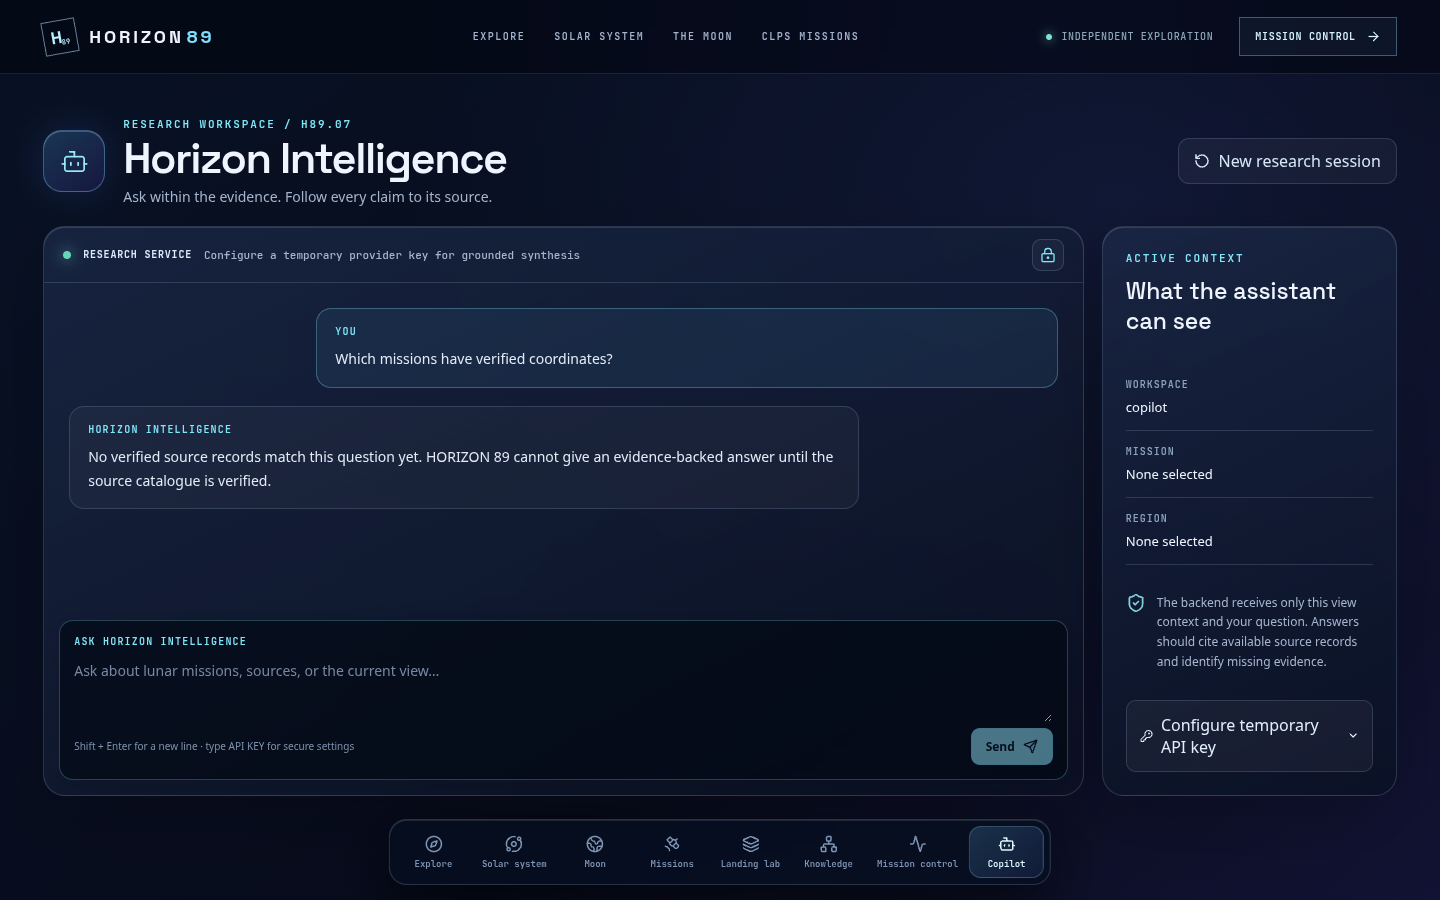 H89
HORIZON 89
EXPLORE
SOLAR SYSTEM
THE MOON
CLPS MISSIONS
INDEPENDENT EXPLORATION
MISSION CONTROL
RESEARCH WORKSPACE / H89.07
Horizon Intelligence
Ask within the evidence. Follow every claim to its source.
New research session
RESEARCH SERVICE
Configure a temporary provider key for grounded synthesis
YOU
Which missions have verified coordinates?
HORIZON INTELLIGENCE
No verified source records match this question yet. HORIZON 89 cannot give an evidence-backed answer until the
source catalogue is verified.
ASK HORIZON INTELLIGENCE
Ask about lunar missions, sources, or the current view...
Shift + Enter for a new line · type API KEY for secure settings
Send
ACTIVE CONTEXT
What the assistant
can see
WORKSPACE
copilot
MISSION
None selected
REGION
None selected
The backend receives only this view
context and your question. Answers
should cite available source records
and identify missing evidence.
Configure temporary
API key
Explore
Solar system
Moon
Missions
Landing lab
Knowledge
Mission control
Copilot